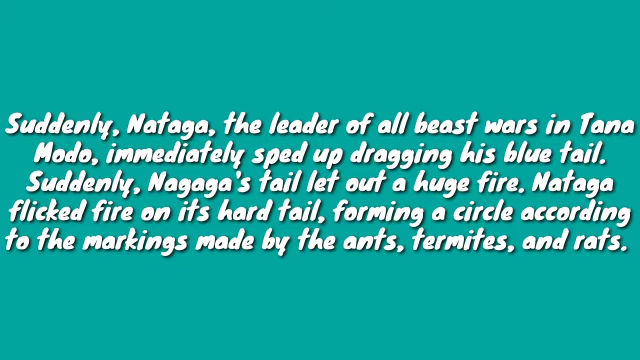 Suddenly, Nataga, the leader of all beast wars in Tana
Modo, immediately sped up dragging his blue tail.
Suddenly, Nagaga's tail let out a huge fire. Nataga
flicked fire on its hard tail, forming a circle according
to the markings made by the ants, termites, and rats.